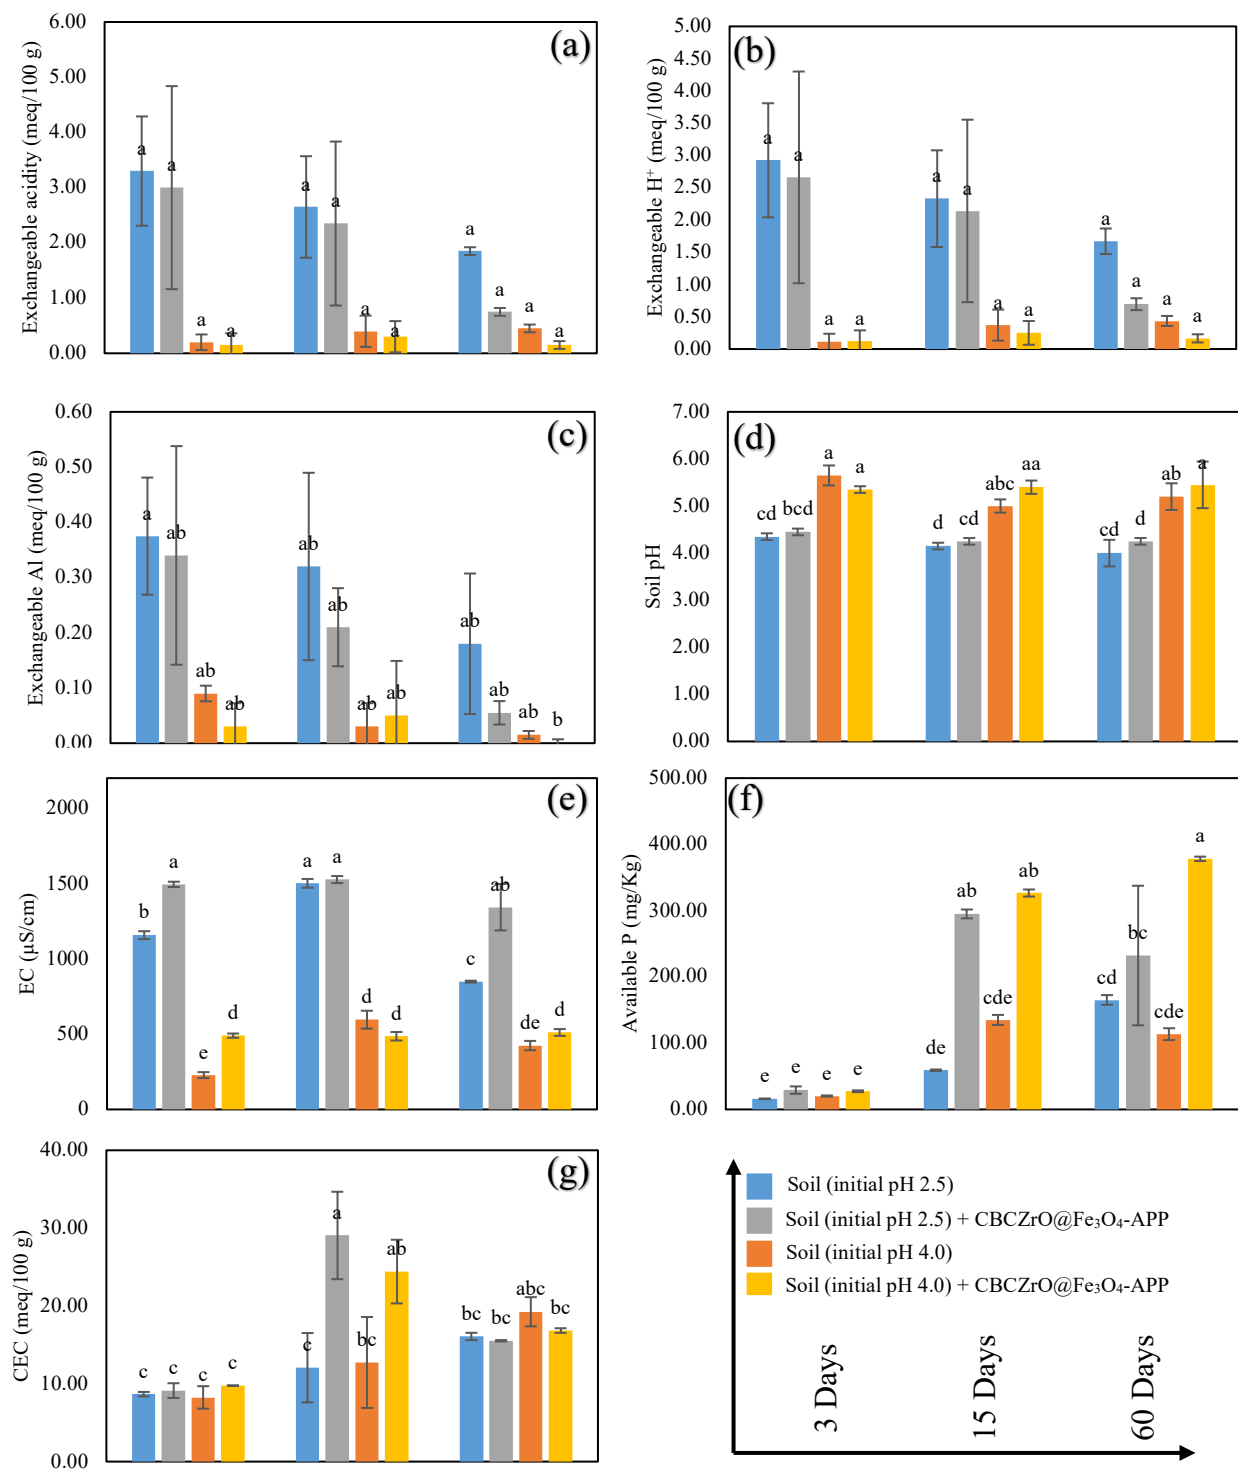 (a)
Exchangeable acidity (meq/100 g)
6.00
5.00
4.00
3.00
2.00
1.00
0.00
a a a a
a a a a
a a a a
(b)
Exchangeable H⁺ (meq/100 g)
5.00
4.50
4.00
3.50
3.00
2.50
2.00
1.50
1.00
0.50
0.00
a a a a
a a a a
a a a a
(c)
Exchangeable Al (meq/100 g)
0.60
0.50
0.40
0.30
0.20
0.10
0.00
a ab ab ab
ab ab ab ab
ab ab ab b
(d)
Soil pH
7.00
6.00
5.00
4.00
3.00
2.00
1.00
0.00
cd bcd a a
d cd abc aa
cd d ab a
(e)
EC (µS/cm)
2000
1500
1000
500
0
b a e d
a a d d
c ab de d
(f)
Available P (mg/Kg)
500.00
400.00
300.00
200.00
100.00
0.00
e e e e
de ab cde ab
cd bc cde a
(g)
CEC (meq/100 g)
40.00
30.00
20.00
10.00
0.00
c c c c
c a bc ab
bc bc abc bc
Soil (initial pH 2.5)
Soil (initial pH 2.5) + CBCZrO@Fe₃O₄-APP
Soil (initial pH 4.0)
Soil (initial pH 4.0) + CBCZrO@Fe₃O₄-APP
3 Days
15 Days
60 Days